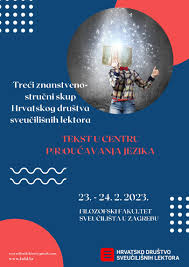 Treći znanstveno-
stručni skup
Hrvatskog društva
sveučilišnih lektora
TEKST U CENTRU
P(R)OUČAVANJA JEZIKA
23. - 24. 2. 2023.
FILOZOFSKI FAKULTET
SVEUČILIŠTA U ZAGREBU
HRVATSKO DRUŠTVO
SVEUČILIŠNIH LEKTORA